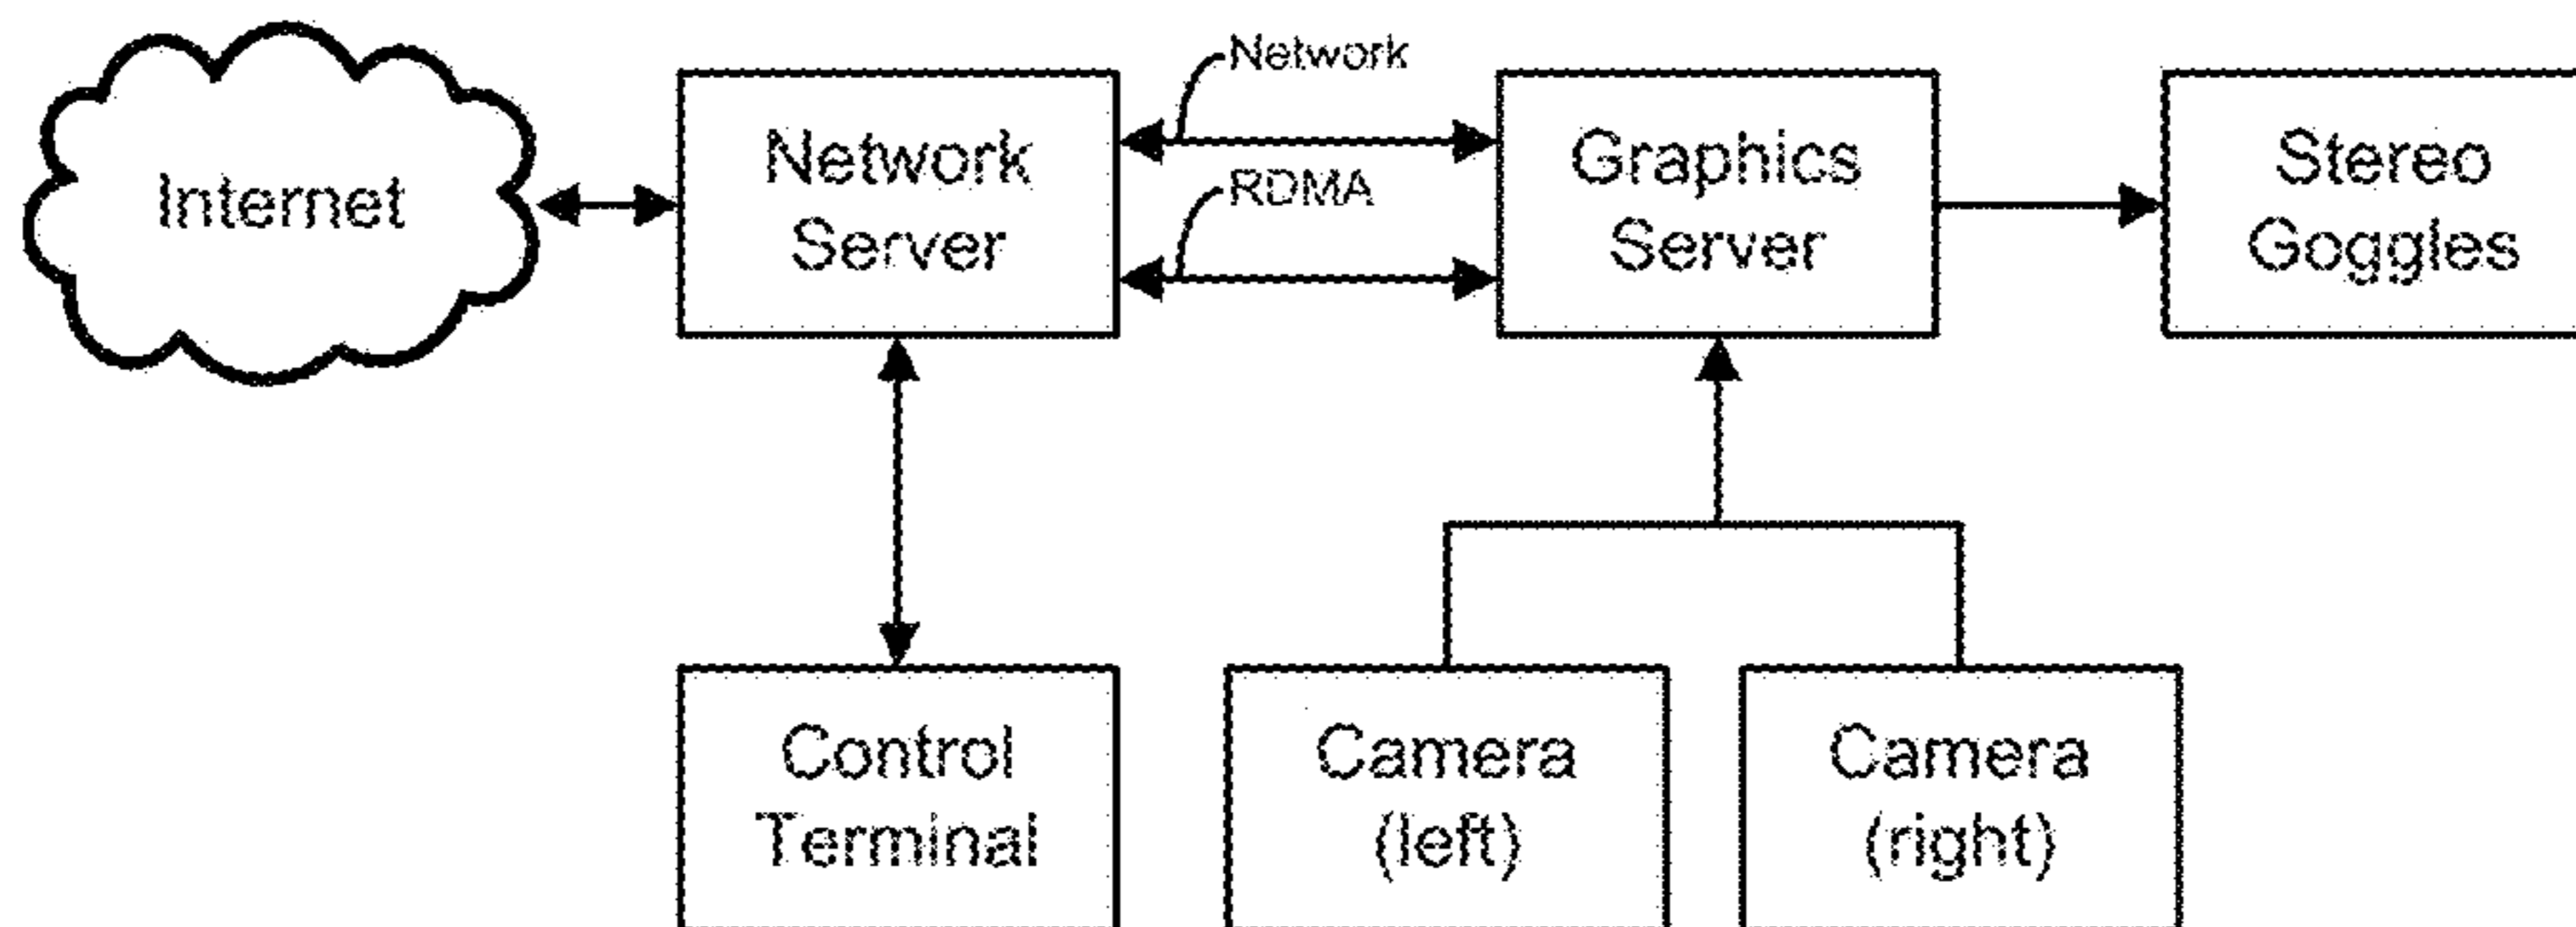 Network
Internet
Network
Server
RDMA
Graphics
Server
Stereo
Goggles
Control
Terminal
Camera
(left)
Camera
(right)